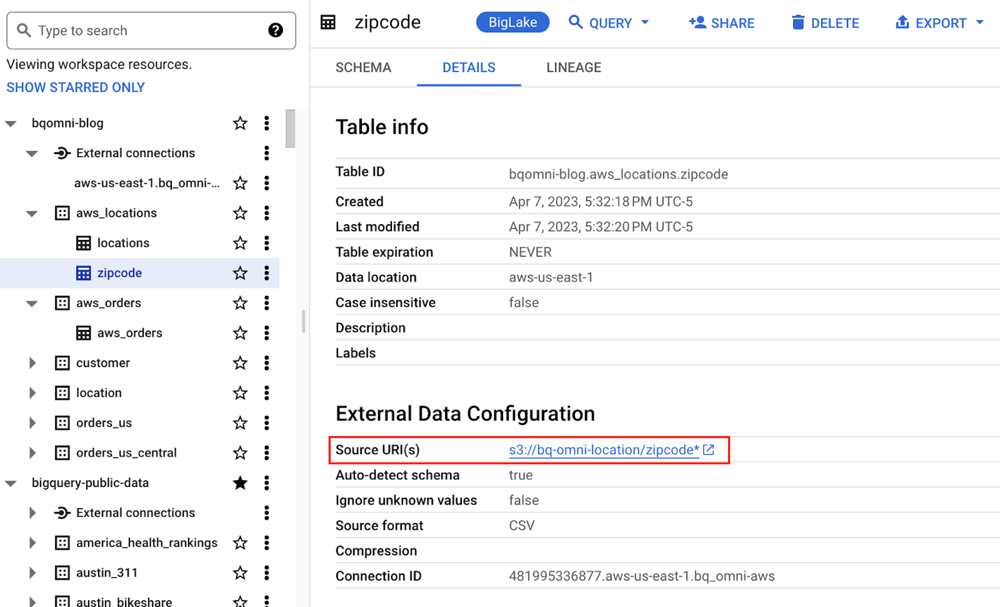 Type to search
Viewing workspace resources.
SHOW STARRED ONLY
bqomni-blog
External connections
aws-us-east-1.bq_omni-...
aws_locations
locations
zipcode
aws_orders
aws_orders
customer
location
orders_us
orders_us_central
bigquery-public-data
External connections
america_health_rankings
austin_311
austin_bikeshare
zipcode BigLake QUERY SHARE DELETE EXPORT
SCHEMA DETAILS LINEAGE
Table info
Table ID bqomni-blog.aws_locations.zipcode
Created Apr 7, 2023, 5:32:18 PM UTC-5
Last modified Apr 7, 2023, 5:32:20 PM UTC-5
Table expiration NEVER
Data location aws-us-east-1
Case insensitive false
Description
Labels
External Data Configuration
Source URI(s) s3://bq-omni-location/zipcode*
Auto-detect schema true
Ignore unknown values false
Source format CSV
Compression
Connection ID 481995336877.aws-us-east-1.bq_omni-aws